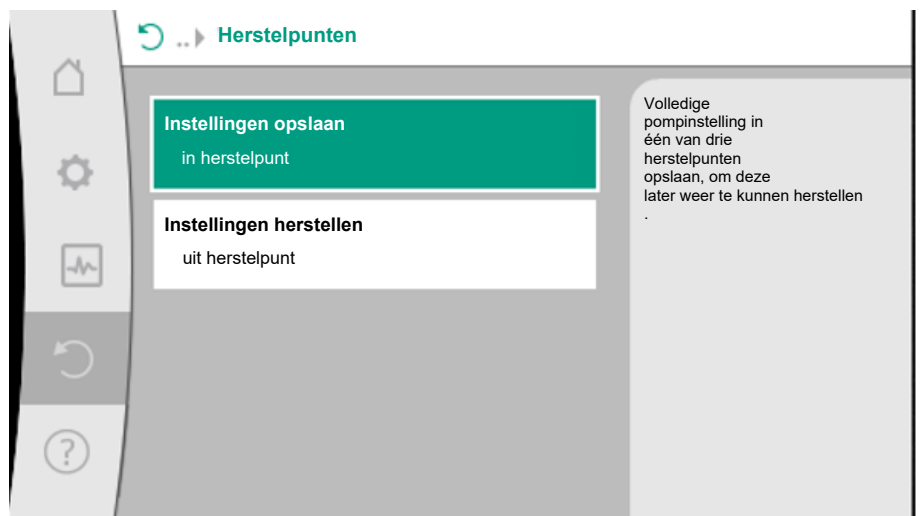 .. Herstelpunten
Instellingen opslaan
in herstelpunt
Instellingen herstellen
uit herstelpunt
Volledige
pompinstelling in
één van drie
herstelpunten
opslaan, om deze
later weer te kunnen herstellen
.
?